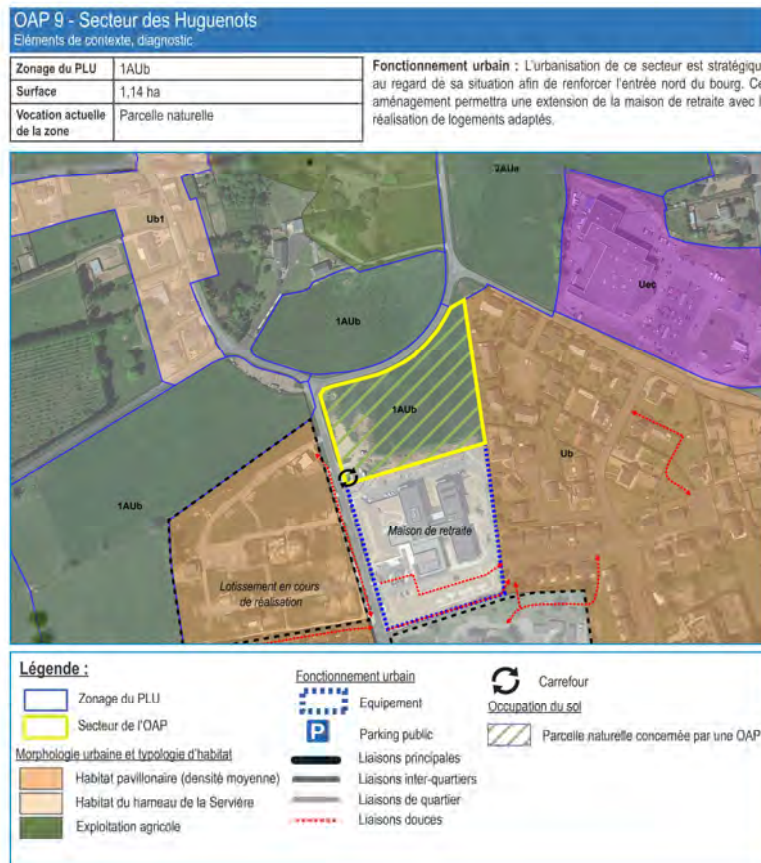 OAP 9 - Secteur des Huguenots
Eléments de contexte, diagnostic
Zonage du PLU 1AUb
Surface 1,14 ha
Vocation actuelle de la zone Parcelle naturelle
Fonctionnement urbain : L'urbanisation de ce secteur est stratégiqu
au regard de sa situation afin de renforcer l'entrée nord du bourg. Ce
aménagement permettra une extension de la maison de retraite avec l
réalisation de logements adaptés.
2AUe
Ub1
Uec
1AUb
1AUb
Ub
1AUb
Maison de retraite
Lotissement en cours
de réalisation
Légende :
Zonage du PLU
Secteur de l'OAP
Morphologie urbaine et typologie d'habitat
Habitat pavillonaire (densité moyenne)
Habitat du hameau de la Servière
Exploitation agricole
Fonctionnement urbain
Equipement
P Parking public
Liaisons principales
Liaisons inter-quartiers
Liaisons de quartier
Liaisons douces
Carrefour
Occupation du sol
Parcelle naturelle concernée par une OAP